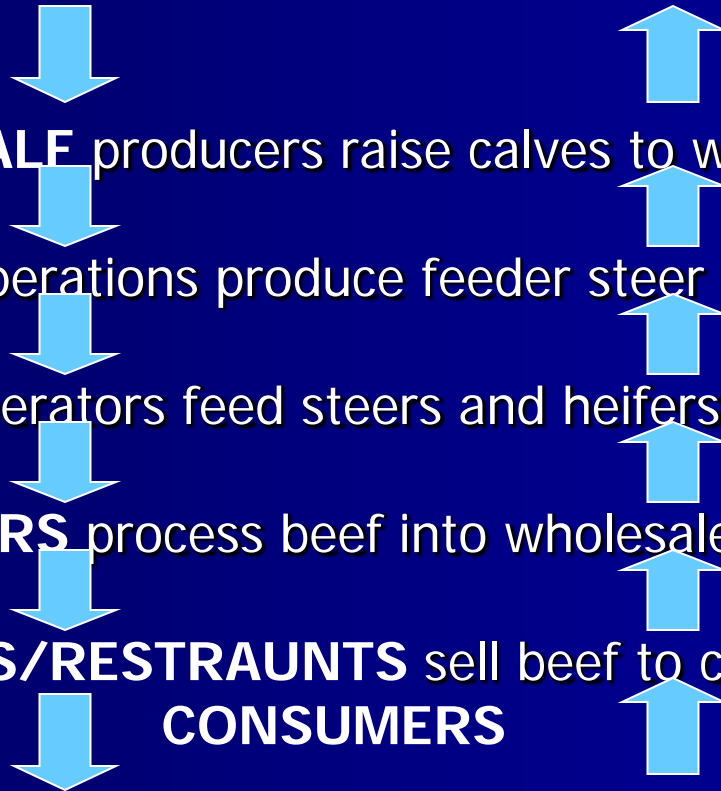 ALF producers raise calves to w
perations produce feeder steer
erators feed steers and heifers
RS process beef into wholesale
S/RESTRAUNTS sell beef to c
CONSUMERS